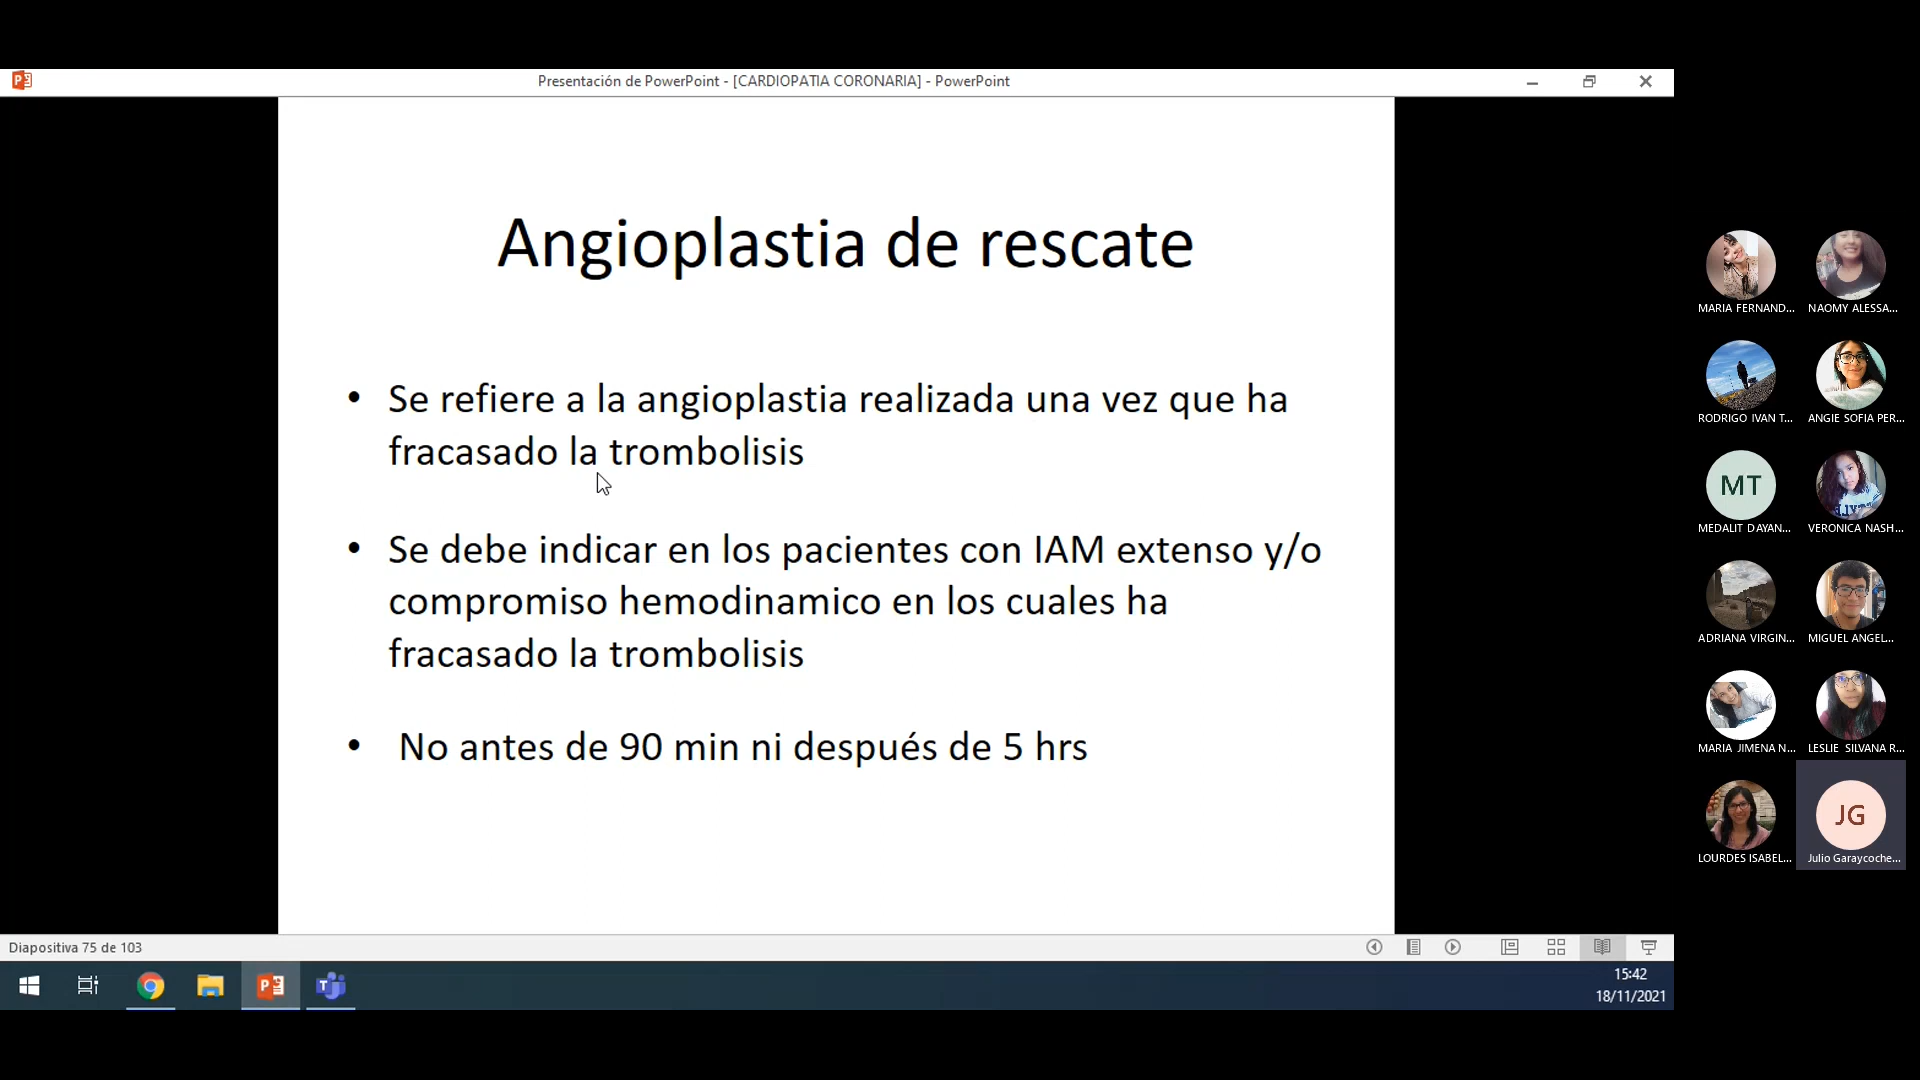 Presentación de PowerPoint - [CARDIOPATIA CORONARIA] - PowerPoint
Angioplastia de rescate
• Se refiere a la angioplastia realizada una vez que ha
fracasado la trombolisis
• Se debe indicar en los pacientes con IAM extenso y/o
compromiso hemodinamico en los cuales ha
fracasado la trombolisis
• No antes de 90 min ni después de 5 hrs
Diapositiva 75 de 103
15:42
18/11/2021
MARIA FERNAND...
NAOMY ALESSA...
RODRIGO IVAN T...
ANGIE SOFIA PER...
MT
MEDALIT DAYAN...
VERONICA NASH...
ADRIANA VIRGIN...
MIGUEL ANGEL...
MARIA JIMENA N...
LESLIE SILVANA R...
LOURDES ISABEL...
JG
Julio Garaycoche...